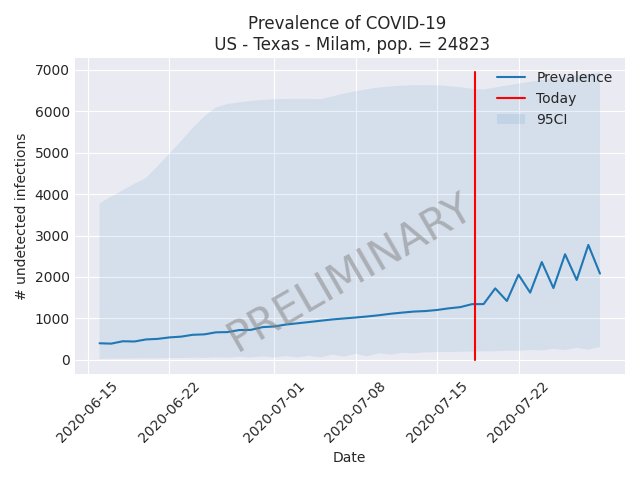 Prevalence of COVID-19
US - Texas - Milam, pop. = 24823
7000
6000
5000
4000
3000
2000
1000
0
# undetected infections
Prevalence
Today
95CI
PRELIMINARY
2020-06-15
2020-06-22
2020-07-01
2020-07-08
2020-07-15
2020-07-22
Date